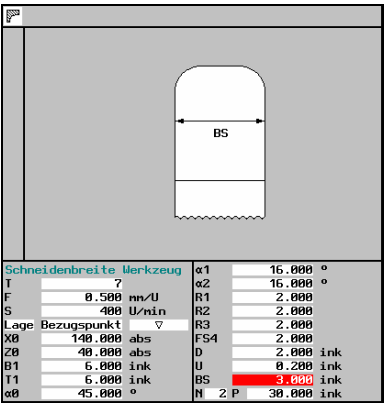 BS
Schneidenbreite Werkzeug
T 7
F 0.500 mm/U
S 400 U/min
Lage Bezugspunkt ▽
X0 140.000 abs
Z0 40.000 abs
B1 6.000 ink
T1 6.000 ink
α0 45.000 °
α1 16.000 °
α2 16.000 °
R1 2.000
R2 2.000
R3 2.000
FS4 2.000
D 2.000 ink
U 0.200 ink
BS 3.000 ink
N 2 P 30.000 ink